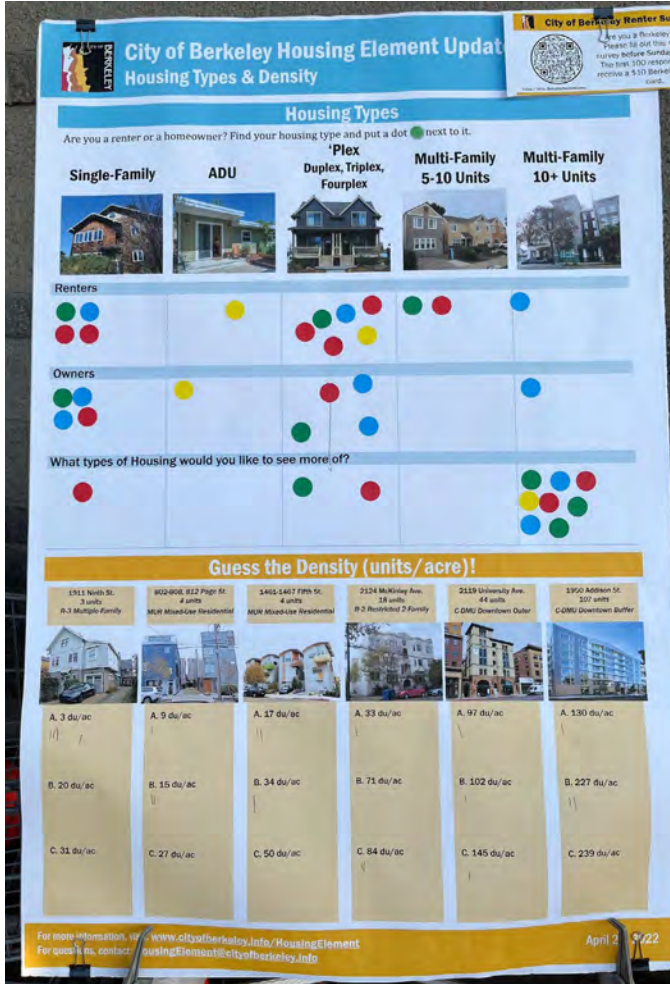 City of Berkeley Renter Su
Are you a Berkeley
Please fill out this
survey before Sunda
The first 100 respon
receive a $10 Berkel
card.
BERKELEY
City of Berkeley Housing Element Updat
Housing Types & Density
Housing Types
Are you a renter or a homeowner? Find your housing type and put a dot next to it.
Single-Family
ADU
'Plex
Duplex, Triplex,
Fourplex
Multi-Family
5-10 Units
Multi-Family
10+ Units
Renters
Owners
What types of Housing would you like to see more of?
Guess the Density (units/acre)!
1911 Ninth St.
3 units
R-3 Multiple-Family
802-808, 812 Page St.
4 units
MUR Mixed-Use Residential
1461-1467 Fifth St.
4 units
MUR Mixed-Use Residential
2124 McKinley Ave.
18 units
R-2 Restricted 2-Family
2119 University Ave.
44 units
C-DMU Downtown Outer
1950 Addison St.
107 units
C-DMU Downtown Buffer
A. 3 du/ac
A. 9 du/ac
A. 17 du/ac
A. 33 du/ac
A. 97 du/ac
A. 130 du/ac
B. 20 du/ac
B. 15 du/ac
B. 34 du/ac
B. 71 du/ac
B. 102 du/ac
B. 227 du/ac
C. 31 du/ac
C. 27 du/ac
C. 50 du/ac
C. 84 du/ac
C. 145 du/ac
C. 239 du/ac
For more information, www.cityofberkeley.info/HousingElement
For questions, contact: HousingElement@cityofberkeley.info
April 2 2022